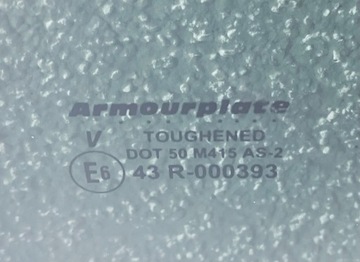 Armourplate
V TOUGHENED
DOT 50 M415 AS-2
E6 43 R-000393